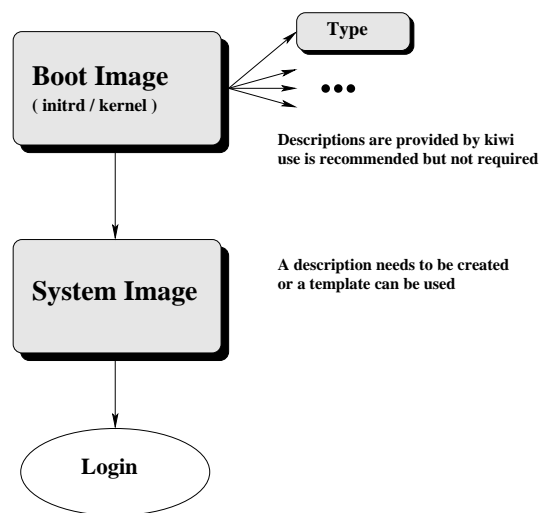 Type
Boot Image
( initrd / kernel )
Descriptions are provided by kiwi
use is recommended but not required
System Image
A description needs to be created
or a template can be used
Login